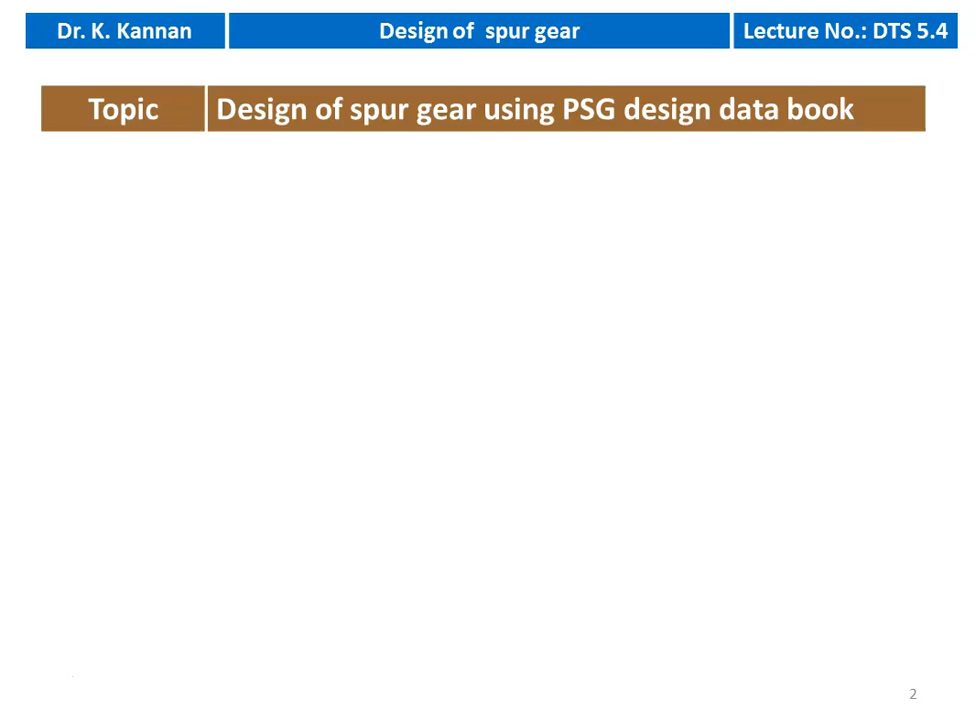 Dr. K. Kannan Design of spur gear Lecture No.: DTS 5.4
Topic Design of spur gear using PSG design data book
2